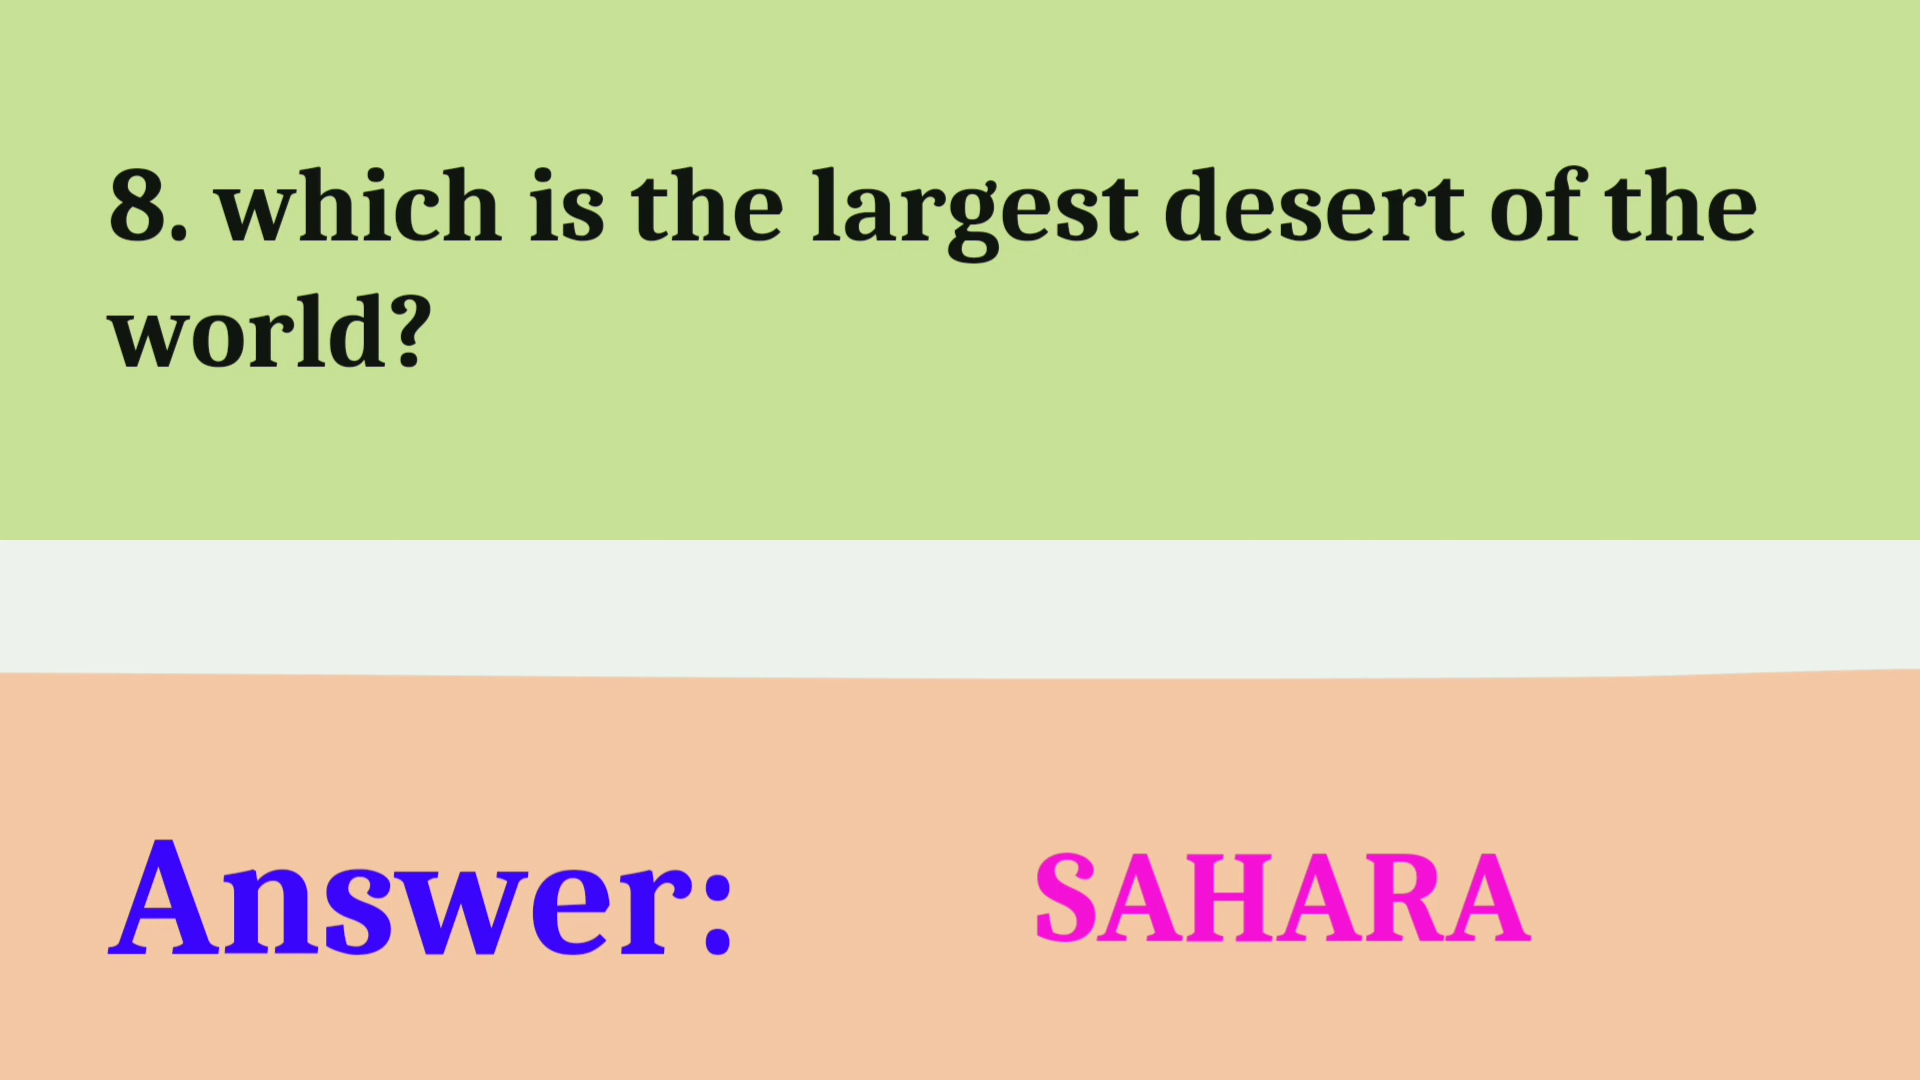 8. which is the largest desert of the
world?
Answer:
SAHARA